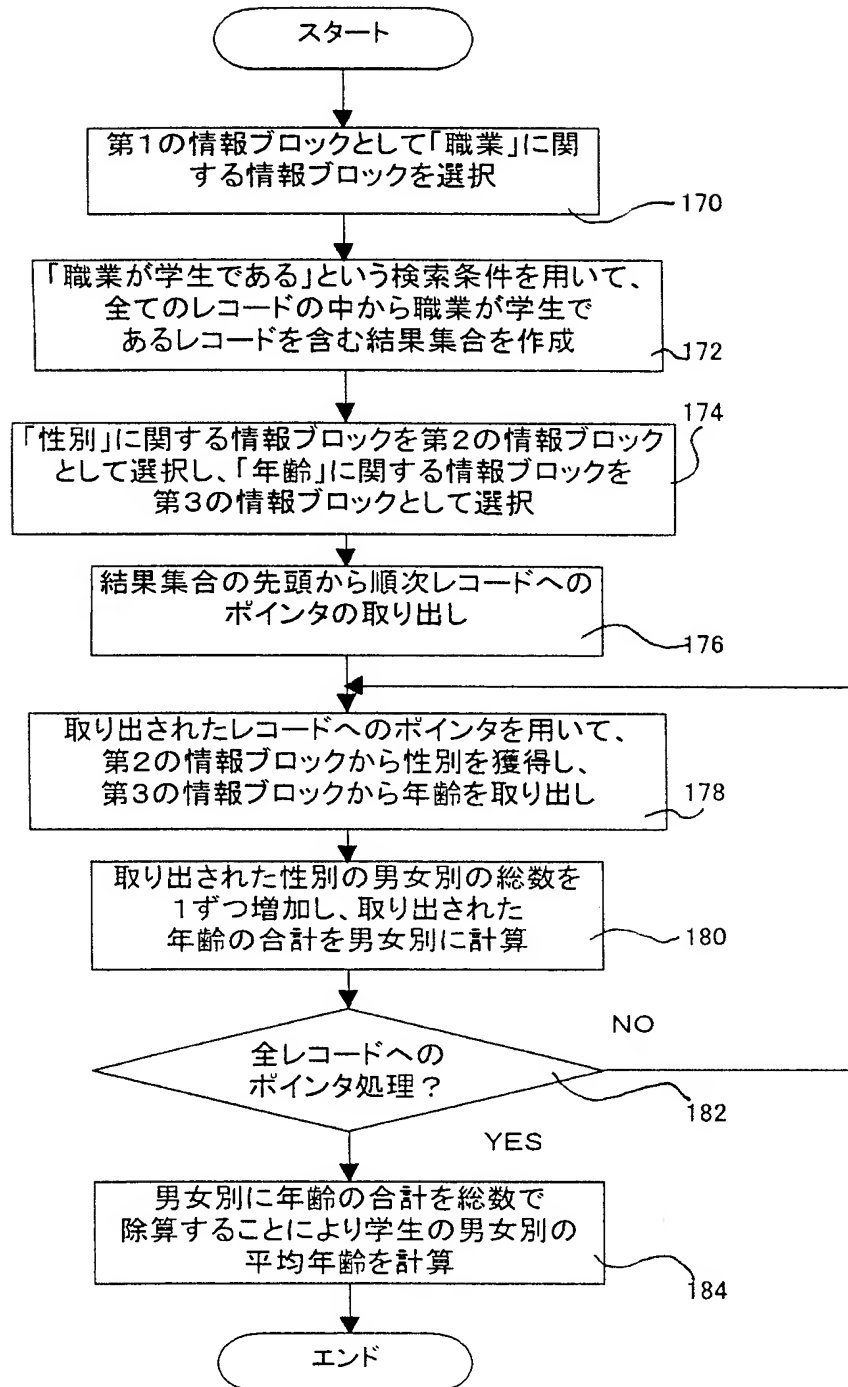 スタート
第1の情報ブロックとして「職業」に関
する情報ブロックを選択
170
「職業が学生である」という検索条件を用いて、
全てのレコードの中から職業が学生で
あるレコードを含む結果集合を作成
172
174
「性別」に関する情報ブロックを第2の情報ブロック
として選択し、「年齢」に関する情報ブロックを
第3の情報ブロックとして選択
結果集合の先頭から順次レコードへの
ポインタの取り出し
176
取り出されたレコードへのポインタを用いて、
第2の情報ブロックから性別を獲得し、
第3の情報ブロックから年齢を取り出し
178
取り出された性別の男女別の総数を
1ずつ増加し、取り出された
年齢の合計を男女別に計算
180
NO
全レコードへの
ポインタ処理?
182
YES
男女別に年齢の合計を総数で
除算することにより学生の男女別の
平均年齢を計算
184
エンド